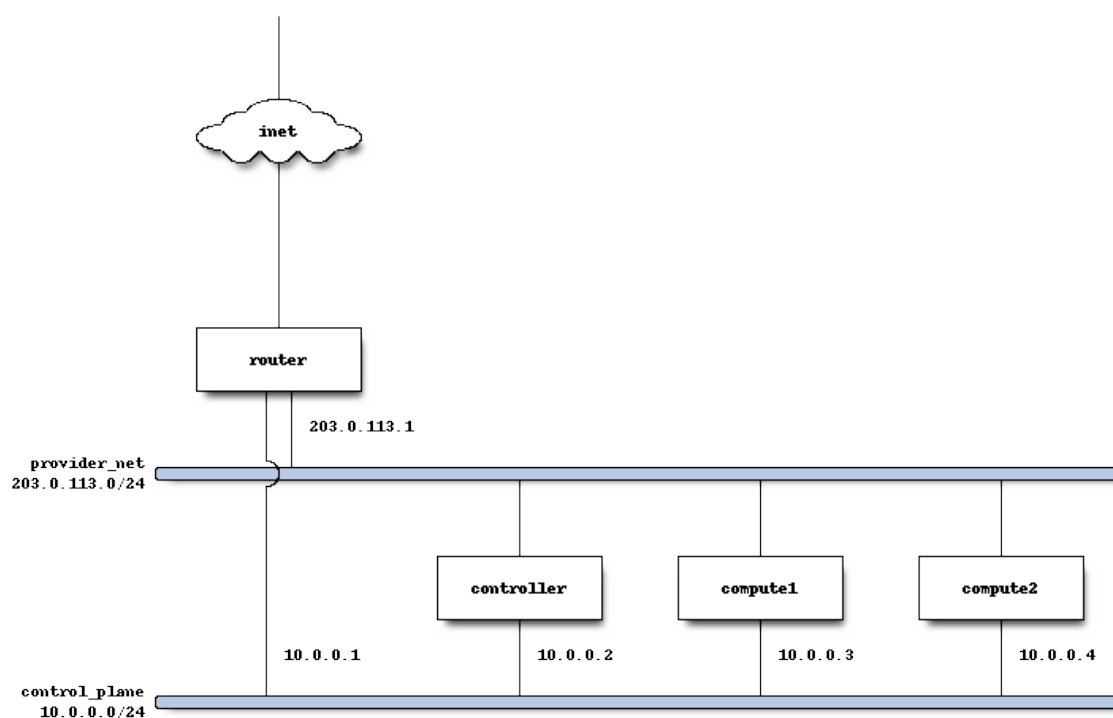 inet
router
203.0.113.1
provider_net
203.0.113.0/24
controller
compute1
compute2
10.0.0.1
10.0.0.2
10.0.0.3
10.0.0.4
control_plane
10.0.0.0/24